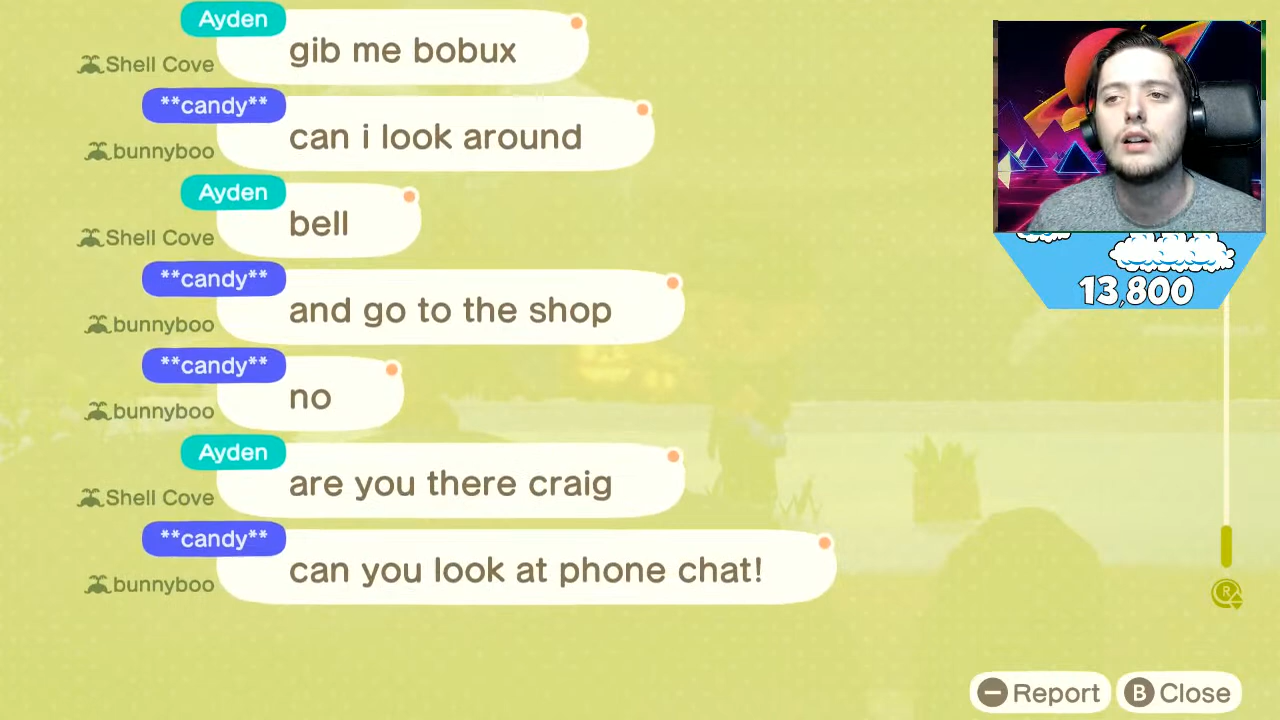 Ayden
gib me bobux
Shell Cove
**candy**
can i look around
bunnyboo
Ayden
bell
Shell Cove
**candy**
and go to the shop
bunnyboo
**candy**
no
bunnyboo
Ayden
are you there craig
Shell Cove
**candy**
can you look at phone chat!
bunnyboo
13,800
R
Report
B Close